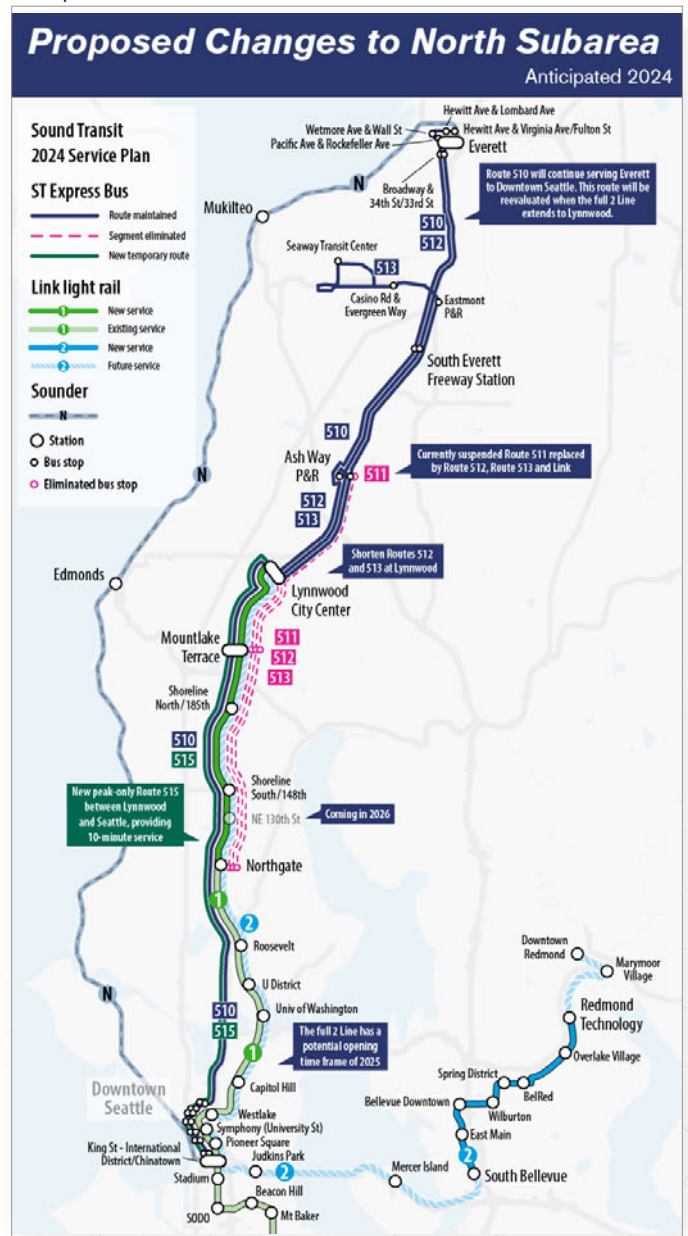 Proposed Changes to North Subarea
Anticipated 2024
Sound Transit
2024 Service Plan
ST Express Bus
Route maintained
Segment eliminated
New temporary route
Link light rail
1 New service
1 Existing service
2 New service
2 Future service
Sounder
N
Station
Bus stop
Eliminated bus stop
Hewitt Ave & Lombard Ave
Wetmore Ave & Wall St
Hewitt Ave & Virginia Ave/Fulton St
Pacific Ave & Rockefeller Ave
Everett
Broadway &
34th St/33rd St
Route 510 will continue serving Everett
to Downtown Seattle. This route will be
reevaluated when the full 2 Line
extends to Lynnwood.
N
Mukilteo
510
512
Seaway Transit Center
513
Casino Rd &
Evergreen Way
Eastmont
P&R
South Everett
Freeway Station
510
Ash Way
P&R
511
Currently suspended Route 511 replaced
by Route 512, Route 513 and Link
N
512
513
Shorten Routes 512
and 513 at Lynnwood
Edmonds
Lynnwood
City Center
Mountlake
Terrace
511
512
513
Shoreline
North/185th
510
515
New peak-only Route 515
between Lynnwood
and Seattle, providing
10-minute service
Shoreline
South/148th
NE 130th St
Coming in 2026
Northgate
1
2
Roosevelt
U District
Univ of Washington
N
510
515
The full 2 Line has a
potential opening
time frame of 2025
1
Capitol Hill
Downtown
Seattle
Westlake
Symphony (University St)
Pioneer Square
King St - International
District/Chinatown
Judkins Park
2
Mercer Island
Stadium
Beacon Hill
SODO
Mt Baker
Downtown
Redmond
Marymoor
Village
Redmond
Technology
Overlake Village
Spring District
BelRed
Bellevue Downtown
Wilburton
East Main
2
South Bellevue